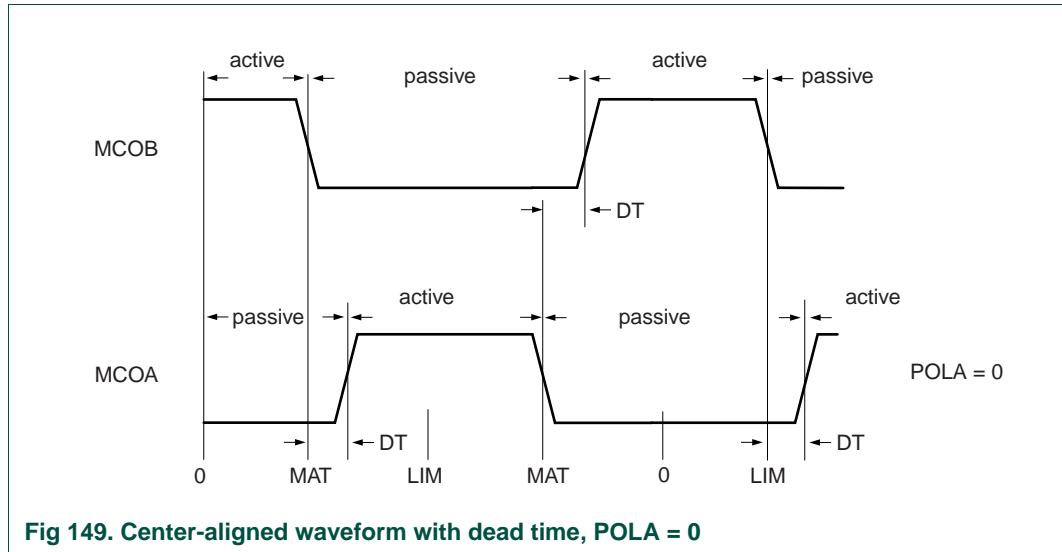 active
passive
active
passive
MCOB
DT
active
active
passive
passive
MCOA
POLA = 0
DT
DT
0
MAT
LIM
MAT
0
LIM
Fig 149. Center-aligned waveform with dead time, POLA = 0